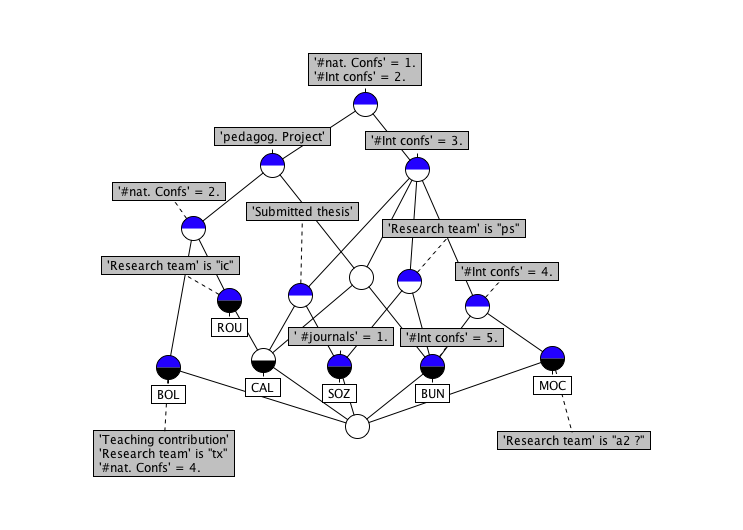 '#nat. Confs' = 1.
'#Int confs' = 2.
'pedagog. Project'
'#Int confs' = 3.
'#nat. Confs' = 2.
'Submitted thesis'
'Research team' is "ps"
'Research team' is "ic"
'#Int confs' = 4.
ROU
' #journals' = 1.
'#Int confs' = 5.
BOL
CAL
SOZ
BUN
MOC
'Teaching contribution'
'Research team' is "tx"
'#nat. Confs' = 4.
'Research team' is "a2 ?"